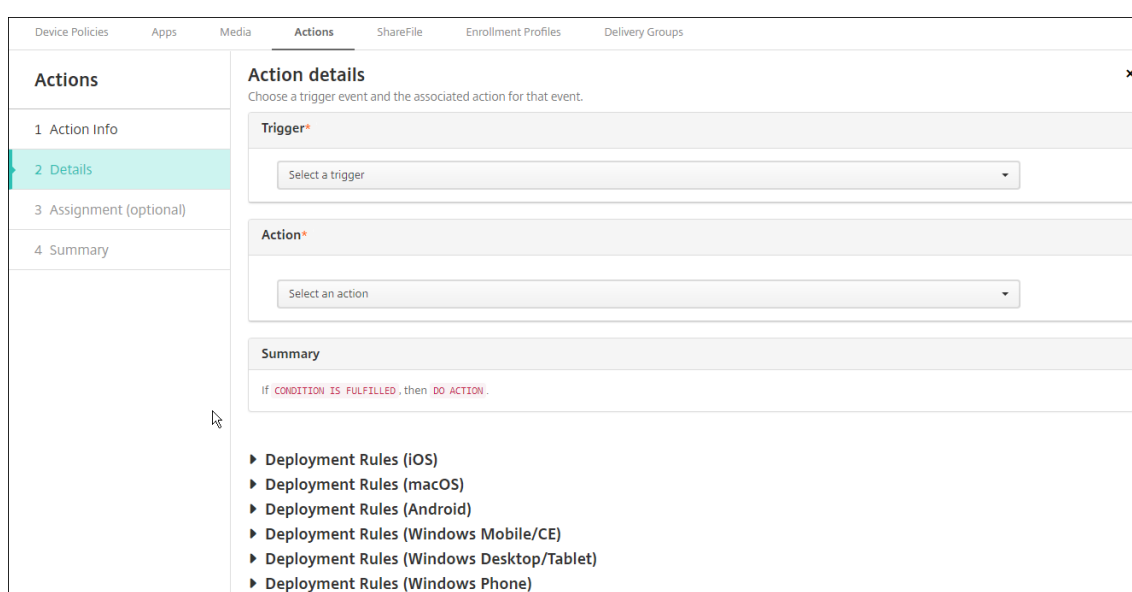 Device Policies Apps Media Actions ShareFile Enrollment Profiles Delivery Groups
Actions
1 Action Info
2 Details
3 Assignment (optional)
4 Summary
Action details
Choose a trigger event and the associated action for that event.
Trigger*
Select a trigger
Action*
Select an action
Summary
If CONDITION IS FULFILLED, then DO ACTION.
Deployment Rules (iOS)
Deployment Rules (macOS)
Deployment Rules (Android)
Deployment Rules (Windows Mobile/CE)
Deployment Rules (Windows Desktop/Tablet)
Deployment Rules (Windows Phone)